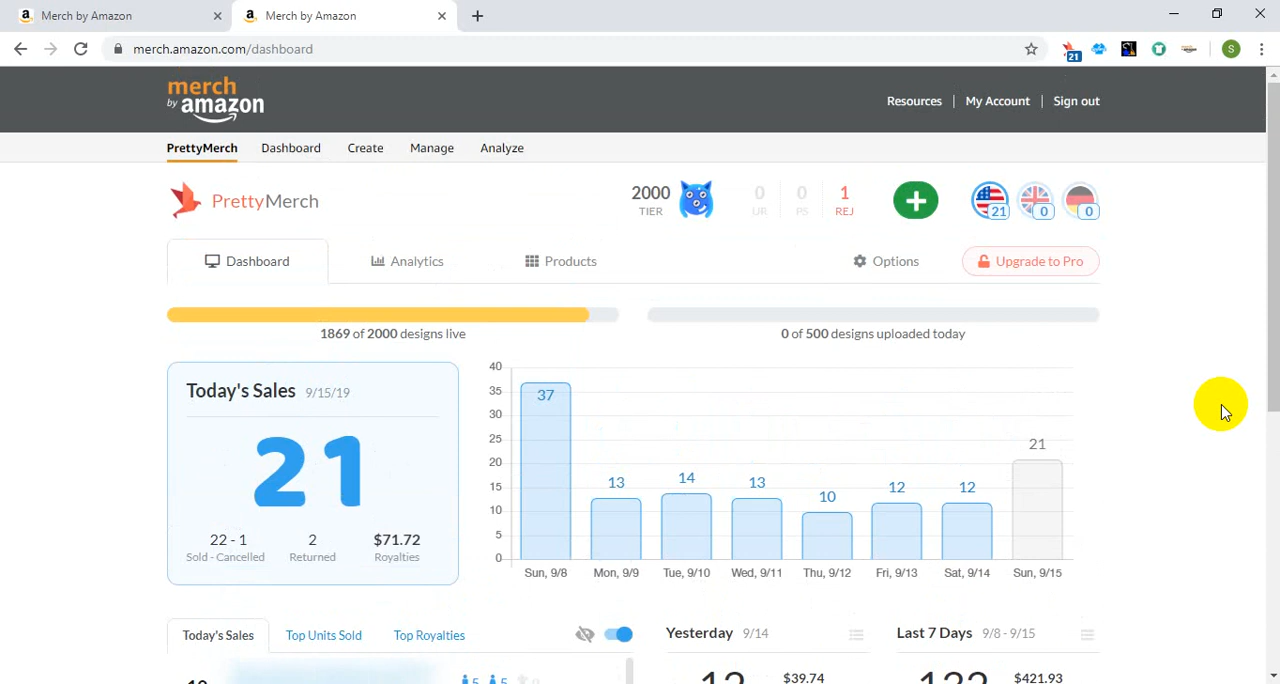 Merch by Amazon
Merch by Amazon
merch.amazon.com/dashboard
21
S
merch
by amazon
Resources
My Account
Sign out
PrettyMerch
Dashboard
Create
Manage
Analyze
PrettyMerch
2000
TIER
0
UR
0
PS
1
REJ
21
0
0
Dashboard
Analytics
Products
Options
Upgrade to Pro
1869 of 2000 designs live
0 of 500 designs uploaded today
Today's Sales 9/15/19
21
22 - 1
Sold - Cancelled
2
Returned
$71.72
Royalties
40
35
30
25
20
15
10
5
0
37
13
14
13
10
12
12
21
Sun, 9/8
Mon, 9/9
Tue, 9/10
Wed, 9/11
Thu, 9/12
Fri, 9/13
Sat, 9/14
Sun, 9/15
Today's Sales
Top Units Sold
Top Royalties
Yesterday 9/14
Last 7 Days 9/8 - 9/15
5
5
0
12
$39.74
132
$421.93